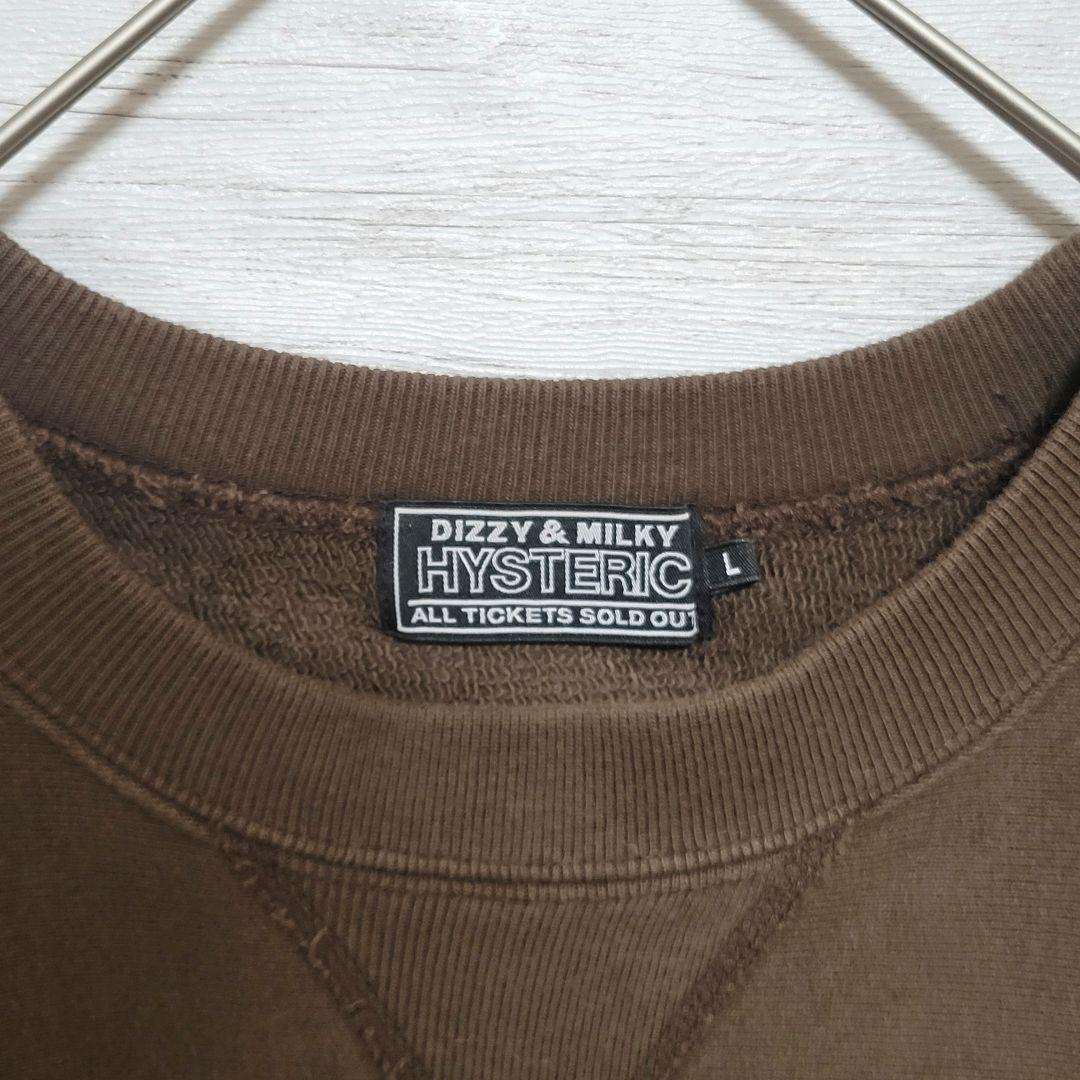 DIZZY & MILKY
HYSTERIC
ALL TICKETS SOLD OUT
L